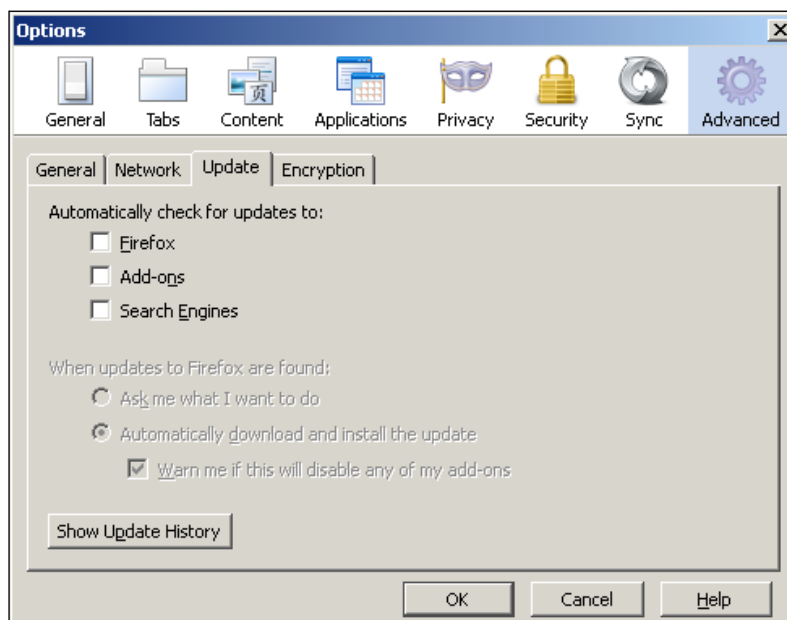 Options
General Tabs Content Applications Privacy Security Sync Advanced
General Network Update Encryption
Automatically check for updates to:
Firefox
Add-ons
Search Engines
When updates to Firefox are found:
Ask me what I want to do
Automatically download and install the update
Warn me if this will disable any of my add-ons
Show Update History
OK Cancel Help